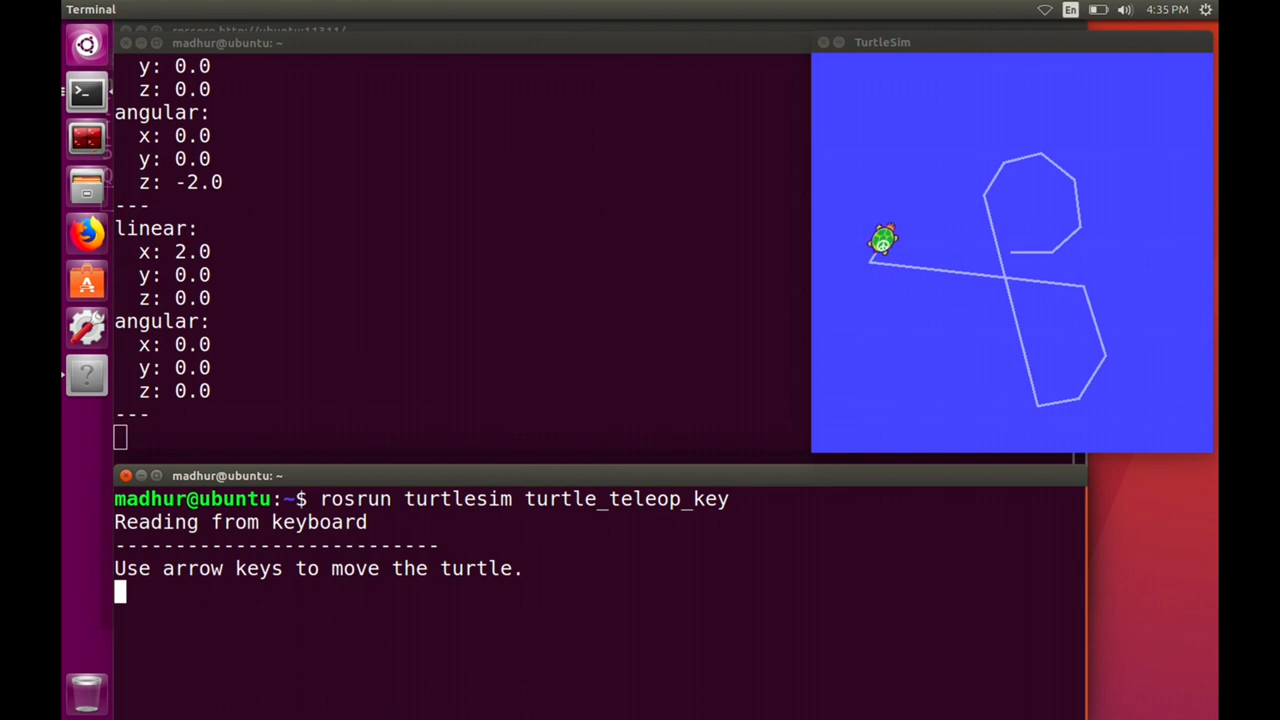 Terminal
En
4:35 PM
madhur@ubuntu: ~
TurtleSim
y: 0.0
z: 0.0
angular:
x: 0.0
y: 0.0
z: -2.0
---
linear:
x: 2.0
y: 0.0
z: 0.0
angular:
x: 0.0
y: 0.0
z: 0.0
---
madhur@ubuntu: ~
madhur@ubuntu:~$ rosrun turtlesim turtle_teleop_key
Reading from keyboard
---------------------------
Use arrow keys to move the turtle.